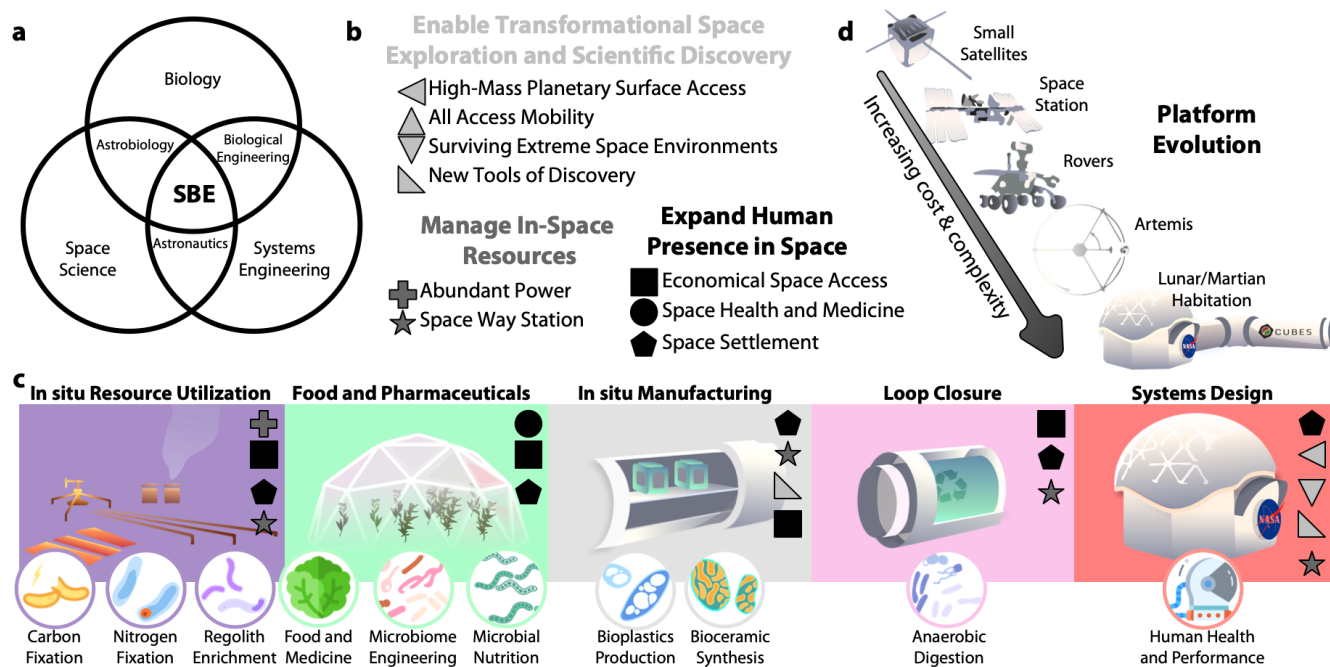 a
Biology
Astrobiology
Biological
Engineering
SBE
Space
Science
Astronautics
Systems
Engineering
b
Enable Transformational Space
Exploration and Scientific Discovery
High-Mass Planetary Surface Access
All Access Mobility
Surviving Extreme Space Environments
New Tools of Discovery
Manage In-Space
Resources
Abundant Power
Space Way Station
Expand Human
Presence in Space
Economical Space Access
Space Health and Medicine
Space Settlement
d
Small
Satellites
Space
Station
Rovers
Artemis
Lunar/Martian
Habitation
Increasing cost & complexity
Platform
Evolution
NASA
CUBES
c
In situ Resource Utilization
Food and Pharmaceuticals
In situ Manufacturing
Loop Closure
Systems Design
NASA
Carbon
Fixation
Nitrogen
Fixation
Regolith
Enrichment
Food and
Medicine
Microbiome
Engineering
Microbial
Nutrition
Bioplastics
Production
Bioceramic
Synthesis
Anaerobic
Digestion
Human Health
and Performance